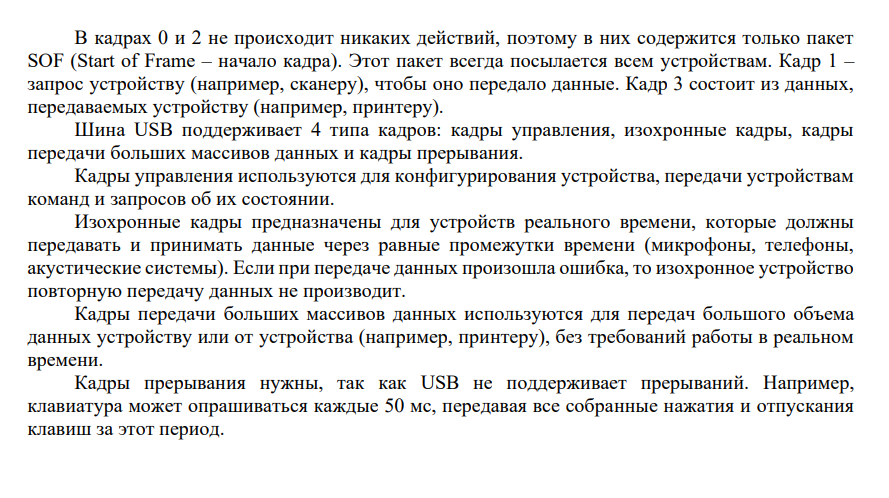 В кадрах 0 и 2 не происходит никаких действий, поэтому в них содержится только пакет
SOF (Start of Frame – начало кадра). Этот пакет всегда посылается всем устройствам. Кадр 1 –
запрос устройству (например, сканеру), чтобы оно передало данные. Кадр 3 состоит из данных,
передаваемых устройству (например, принтеру).
Шина USB поддерживает 4 типа кадров: кадры управления, изохронные кадры, кадры
передачи больших массивов данных и кадры прерывания.
Кадры управления используются для конфигурирования устройства, передачи устройствам
команд и запросов об их состоянии.
Изохронные кадры предназначены для устройств реального времени, которые должны
передавать и принимать данные через равные промежутки времени (микрофоны, телефоны,
акустические системы). Если при передаче данных произошла ошибка, то изохронное устройство
повторную передачу данных не производит.
Кадры передачи больших массивов данных используются для передач большого объема
данных устройству или от устройства (например, принтеру), без требований работы в реальном
времени.
Кадры прерывания нужны, так как USB не поддерживает прерываний. Например,
клавиатура может опрашиваться каждые 50 мс, передавая все собранные нажатия и отпускания
клавиш за этот период.